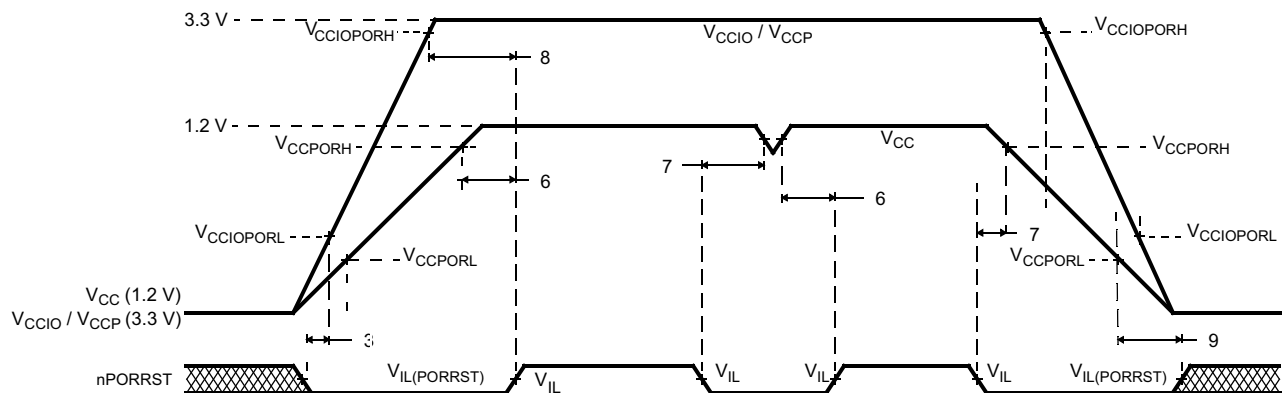 3.3 V
VCCIOPORH
VCCIO / VCCP
VCCIOPORH
8
1.2 V
VCCPORH
VCC
VCCPORH
7
6
6
VCCIOPORL
7
VCCIOPORL
VCCPORL
VCCPORL
VCC (1.2 V)
VCCIO / VCCP (3.3 V)
3
9
nPORRST
VIL(PORRST)
VIL
VIL
VIL
VIL
VIL(PORRST)